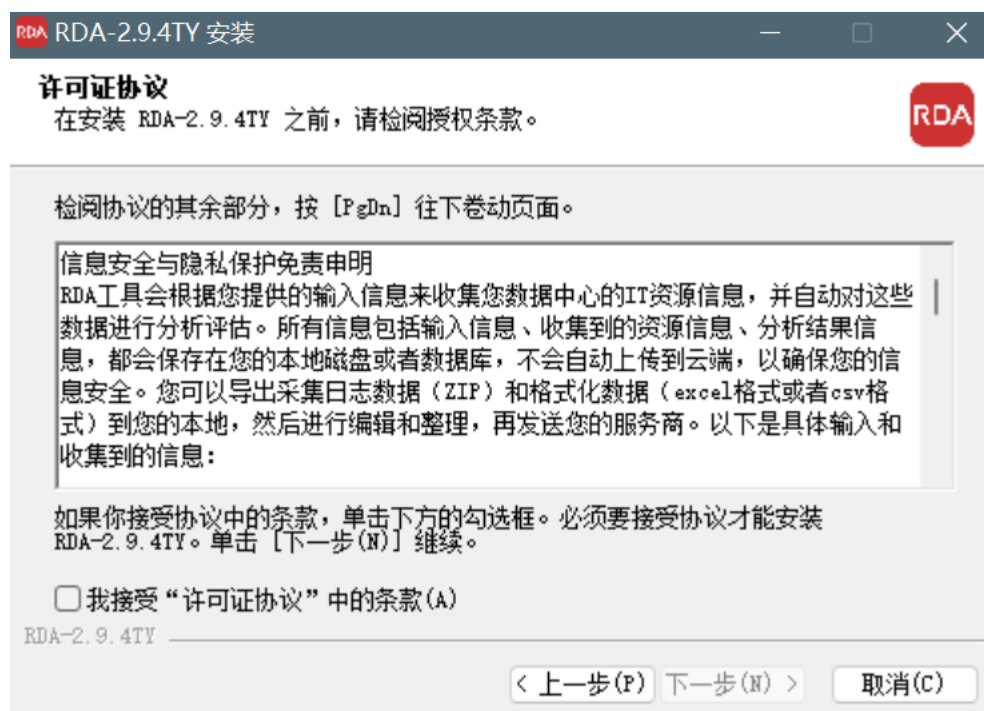 RDA RDA-2.9.4TY 安装
许可证协议
在安装 RDA-2.9.4TY 之前，请检阅授权条款。
RDA
检阅协议的其余部分，按 [PgDn] 往下卷动页面。
信息安全与隐私保护免责申明
RDA工具会根据您提供的输入信息来收集您数据中心的IT资源信息，并自动对这些
数据进行分析评估。所有信息包括输入信息、收集到的资源信息、分析结果信
息，都会保存在您的本地磁盘或者数据库，不会自动上传到云端，以确保您的信
息安全。您可以导出采集日志数据（ZIP）和格式化数据（excel格式或者csv格
式）到您的本地，然后进行编辑和整理，再发送您的服务商。以下是具体输入和
收集到的信息：
如果你接受协议中的条款，单击下方的勾选框。必须要接受协议才能安装
RDA-2.9.4TY。单击 [下一步(N)] 继续。
我接受“许可证协议”中的条款(A)
RDA-2.9.4TY
< 上一步(P) 下一步(N) > 取消(C)